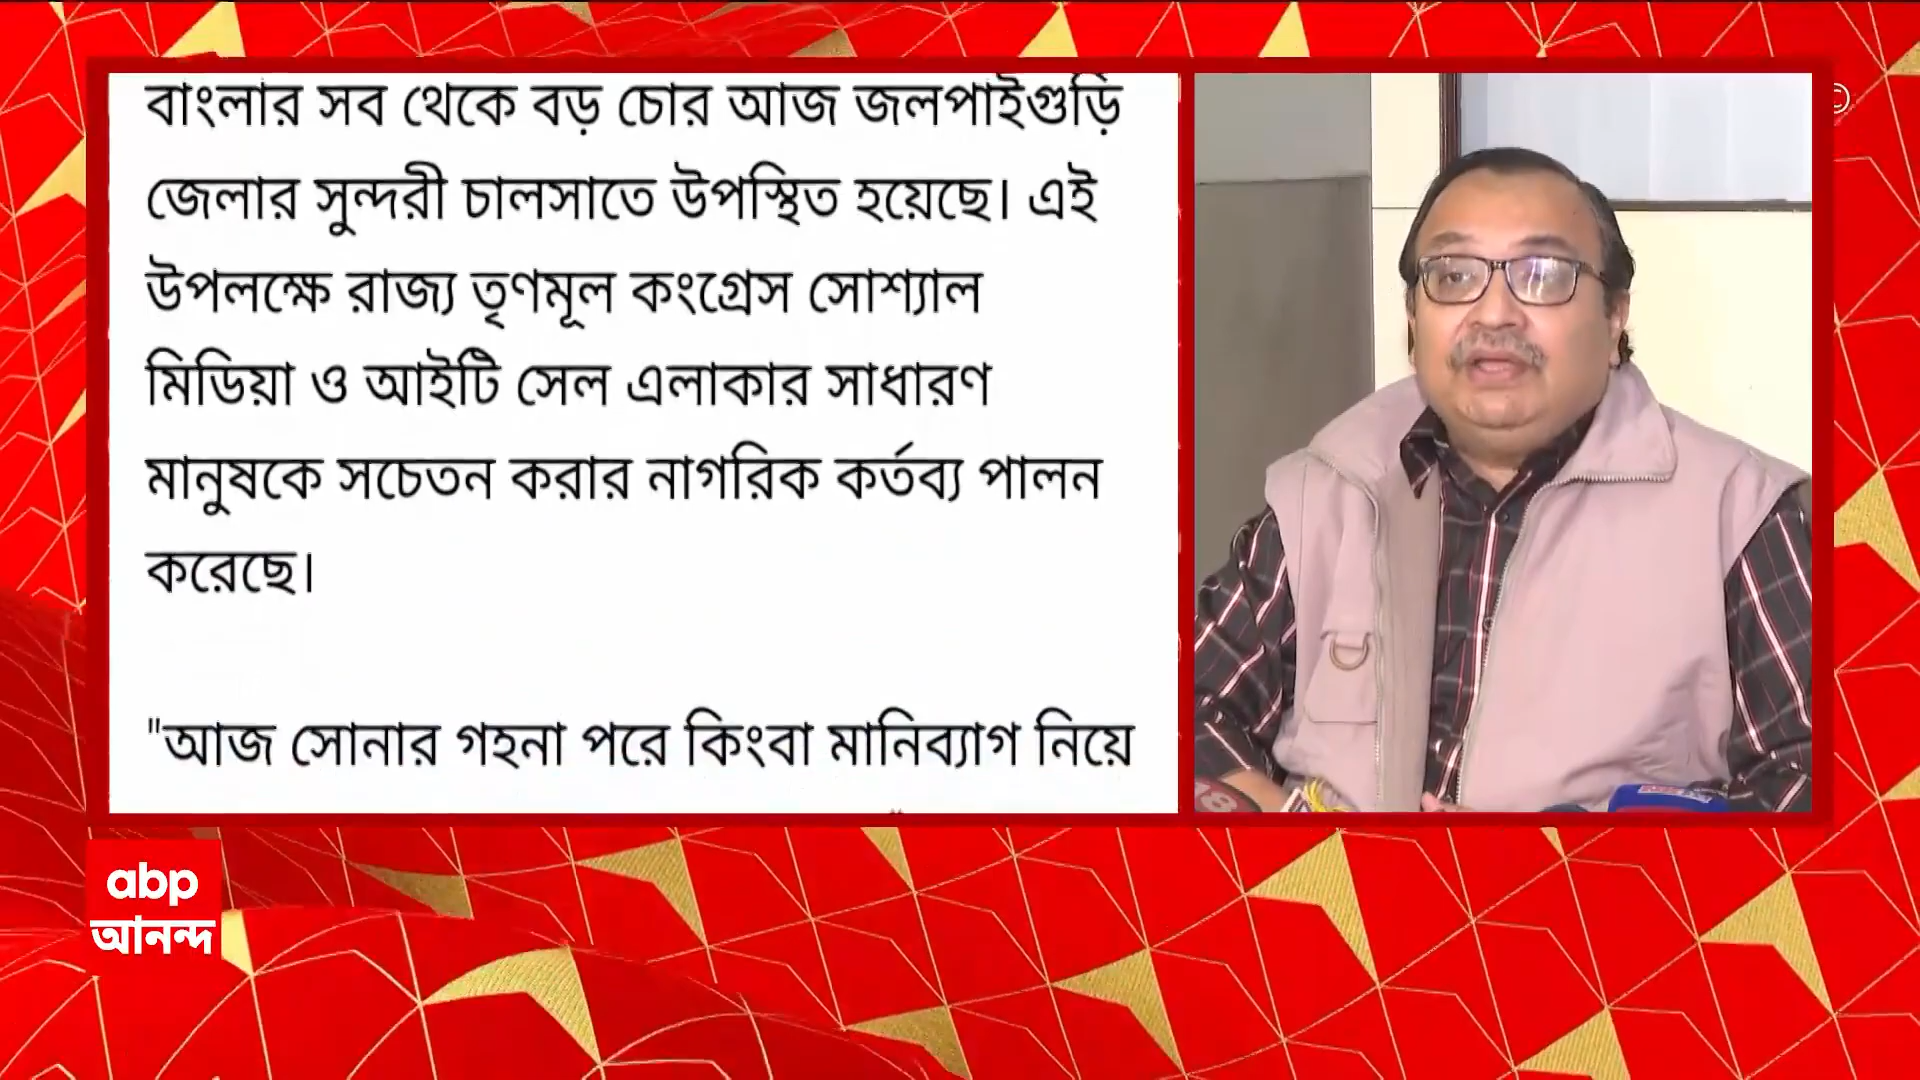 বাংলার সব থেকে বড় চোর আজ জলপাইগুড়ি
জেলার সুন্দরী চালসাতে উপস্থিত হয়েছে। এই
উপলক্ষে রাজ্য তৃণমূল কংগ্রেস সোশ্যাল
মিডিয়া ও আইটি সেল এলাকার সাধারণ
মানুষকে সচেতন করার নাগরিক কর্তব্য পালন
করেছে।
"আজ সোনার গহনা পরে কিংবা মানিব্যাগ নিয়ে
abp
আনন্দ
18
©